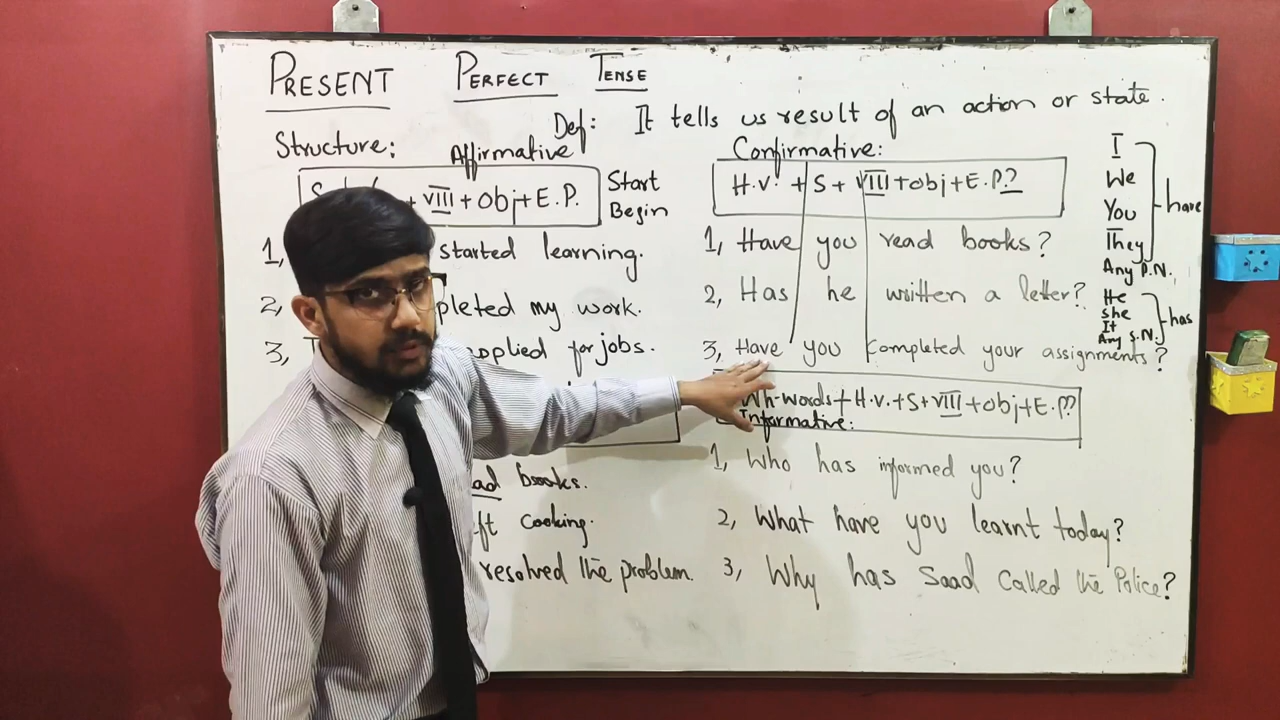 PRESENT PERFECT TENSE
Def: It tells us result of an action or state.
Structure: Affirmative
+ VIII + Obj + E.P.
Start
Begin
1, started learning.
2, my work.
3, for jobs.
books.
cooking.
resolved the problem.
Confirmative:
H.V. + S + VIII + Obj + E.P.?
1, Have you read books?
2, Has he written a letter?
3, Have you completed your assignments?
Wh-words + H.V. + S + VIII + Obj + E.P.?
Informative:
1, Who has informed you?
2, What have you learnt today?
3, Why has Saad called the Police?
I
We
You
They
Any P.N.
have
He
She
It
Any S.N.
has